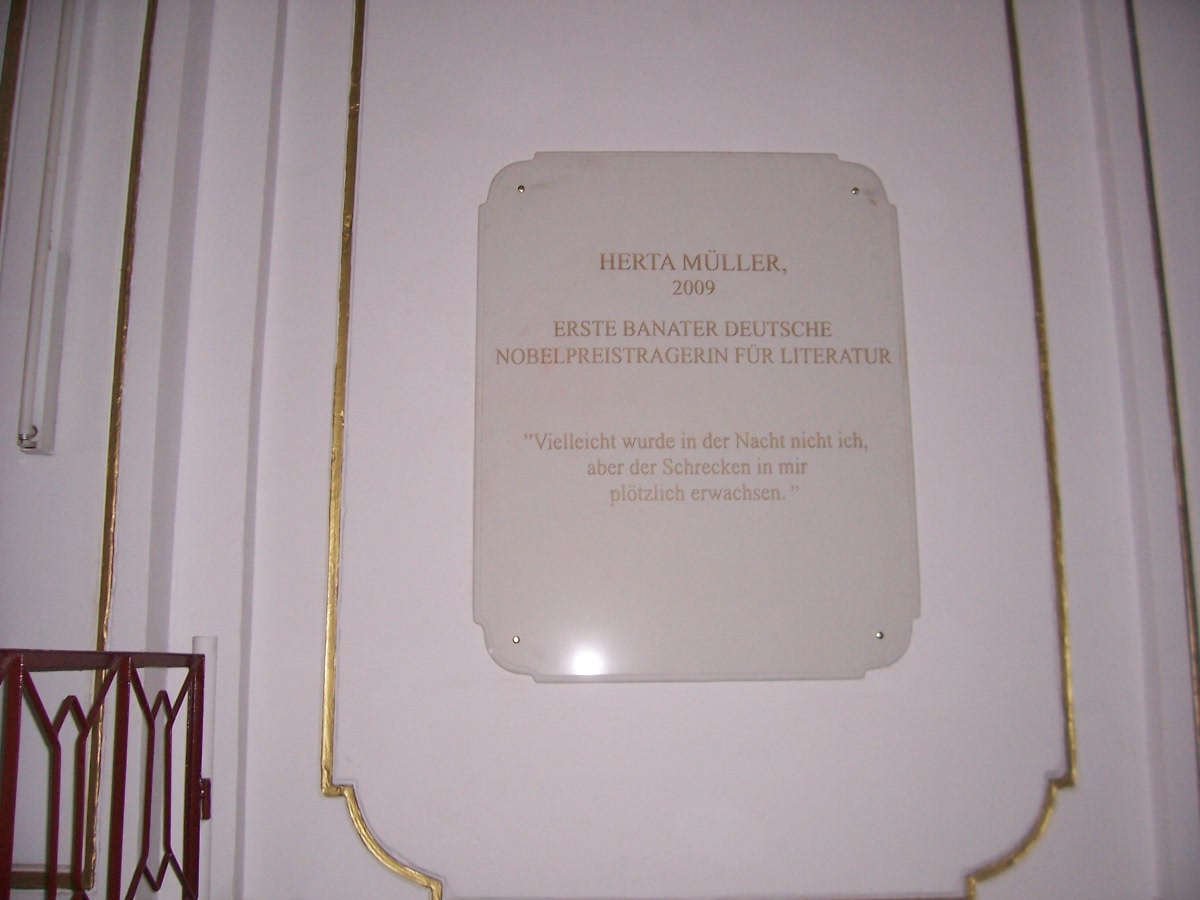 HERTA MÜLLER,
2009
ERSTE BANATER DEUTSCHE
NOBELPREISTRAGERIN FÜR LITERATUR
”Vielleicht wurde in der Nacht nicht ich,
aber der Schrecken in mir
plötzlich erwachsen. ”